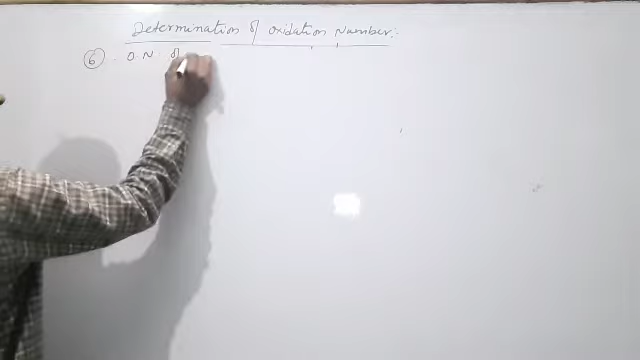 Determination of oxidation Number:-
(6). O.N. of